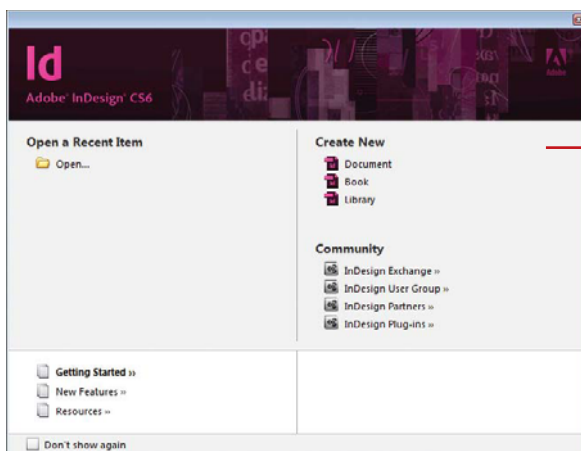 Id
Adobe® InDesign® CS6
Adobe
Open a Recent Item
Open...
Create New
Document
Book
Library
Community
InDesign Exchange »
InDesign User Group »
InDesign Partners »
InDesign Plug-ins »
Getting Started »
New Features »
Resources »
Don't show again